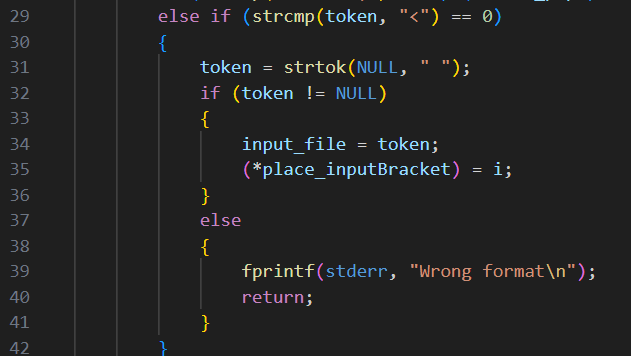 29 else if (strcmp(token, "<") == 0)
30 {
31 token = strtok(NULL, " ");
32 if (token != NULL)
33 {
34 input_file = token;
35 (*place_inputBracket) = i;
36 }
37 else
38 {
39 fprintf(stderr, "Wrong format\n");
40 return;
41 }
42 }